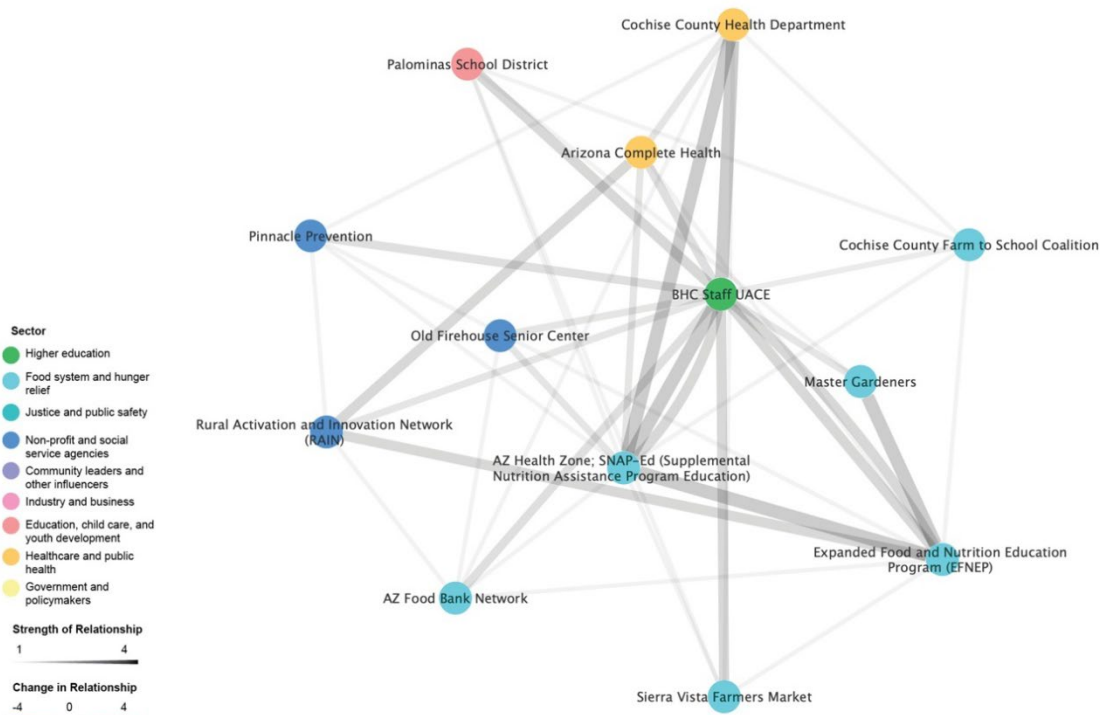 Cochise County Health Department
Palominas School District
Arizona Complete Health
Pinnacle Prevention
Cochise County Farm to School Coalition
BHC Staff UACE
Old Firehouse Senior Center
Master Gardeners
Rural Activation and Innovation Network
(RAIN)
AZ Health Zone; SNAP-Ed (Supplemental
Nutrition Assistance Program Education)
Expanded Food and Nutrition Education
Program (EFNEP)
AZ Food Bank Network
Sierra Vista Farmers Market
Sector
Higher education
Food system and hunger
relief
Justice and public safety
Non-profit and social
service agencies
Community leaders and
other influencers
Industry and business
Education, child care, and
youth development
Healthcare and public
health
Government and
policymakers
Strength of Relationship
1 4
Change in Relationship
-4 0 4